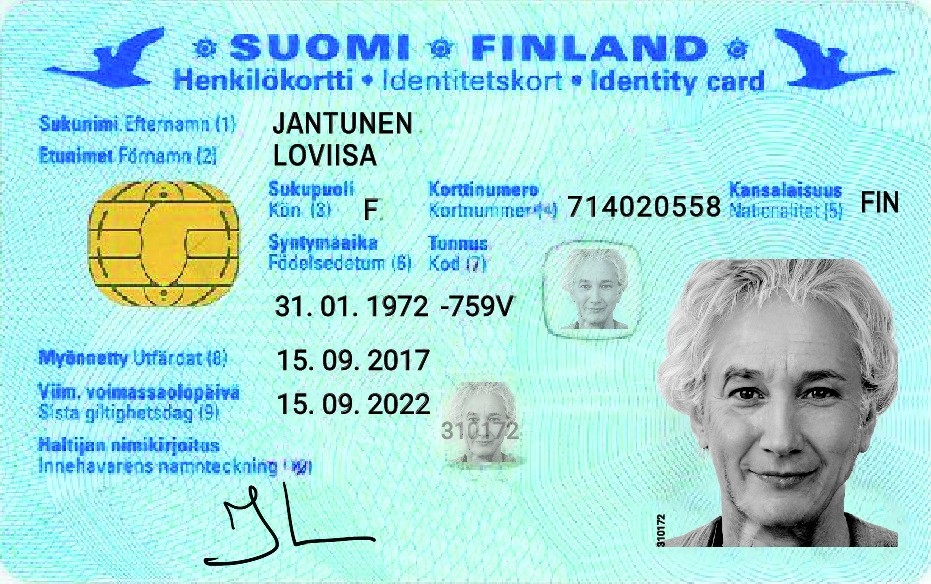 SUOMI FINLAND
Henkilökortti • Identitetskort • Identity card
Sukunimi Efternamn (1) JANTUNEN
Etunimet Förnamn (2) LOVIISA
Sukupuoli Korttinumero Kansalaisuus
Kön (3) F Kortnummer (4) 714020558 Nationalitet (5) FIN
Syntymäaika Tunnus
Födelsedetum (6) Kod (7)
31. 01. 1972 -759V
Myönnetty Utfärdat (8) 15. 09. 2017
Viim. voimassaolopäivä
Sista giltighetsdag (9) 15. 09. 2022
310172
Haltijan nimikirjoitus
Innehavarens namnteckning
JL
310172